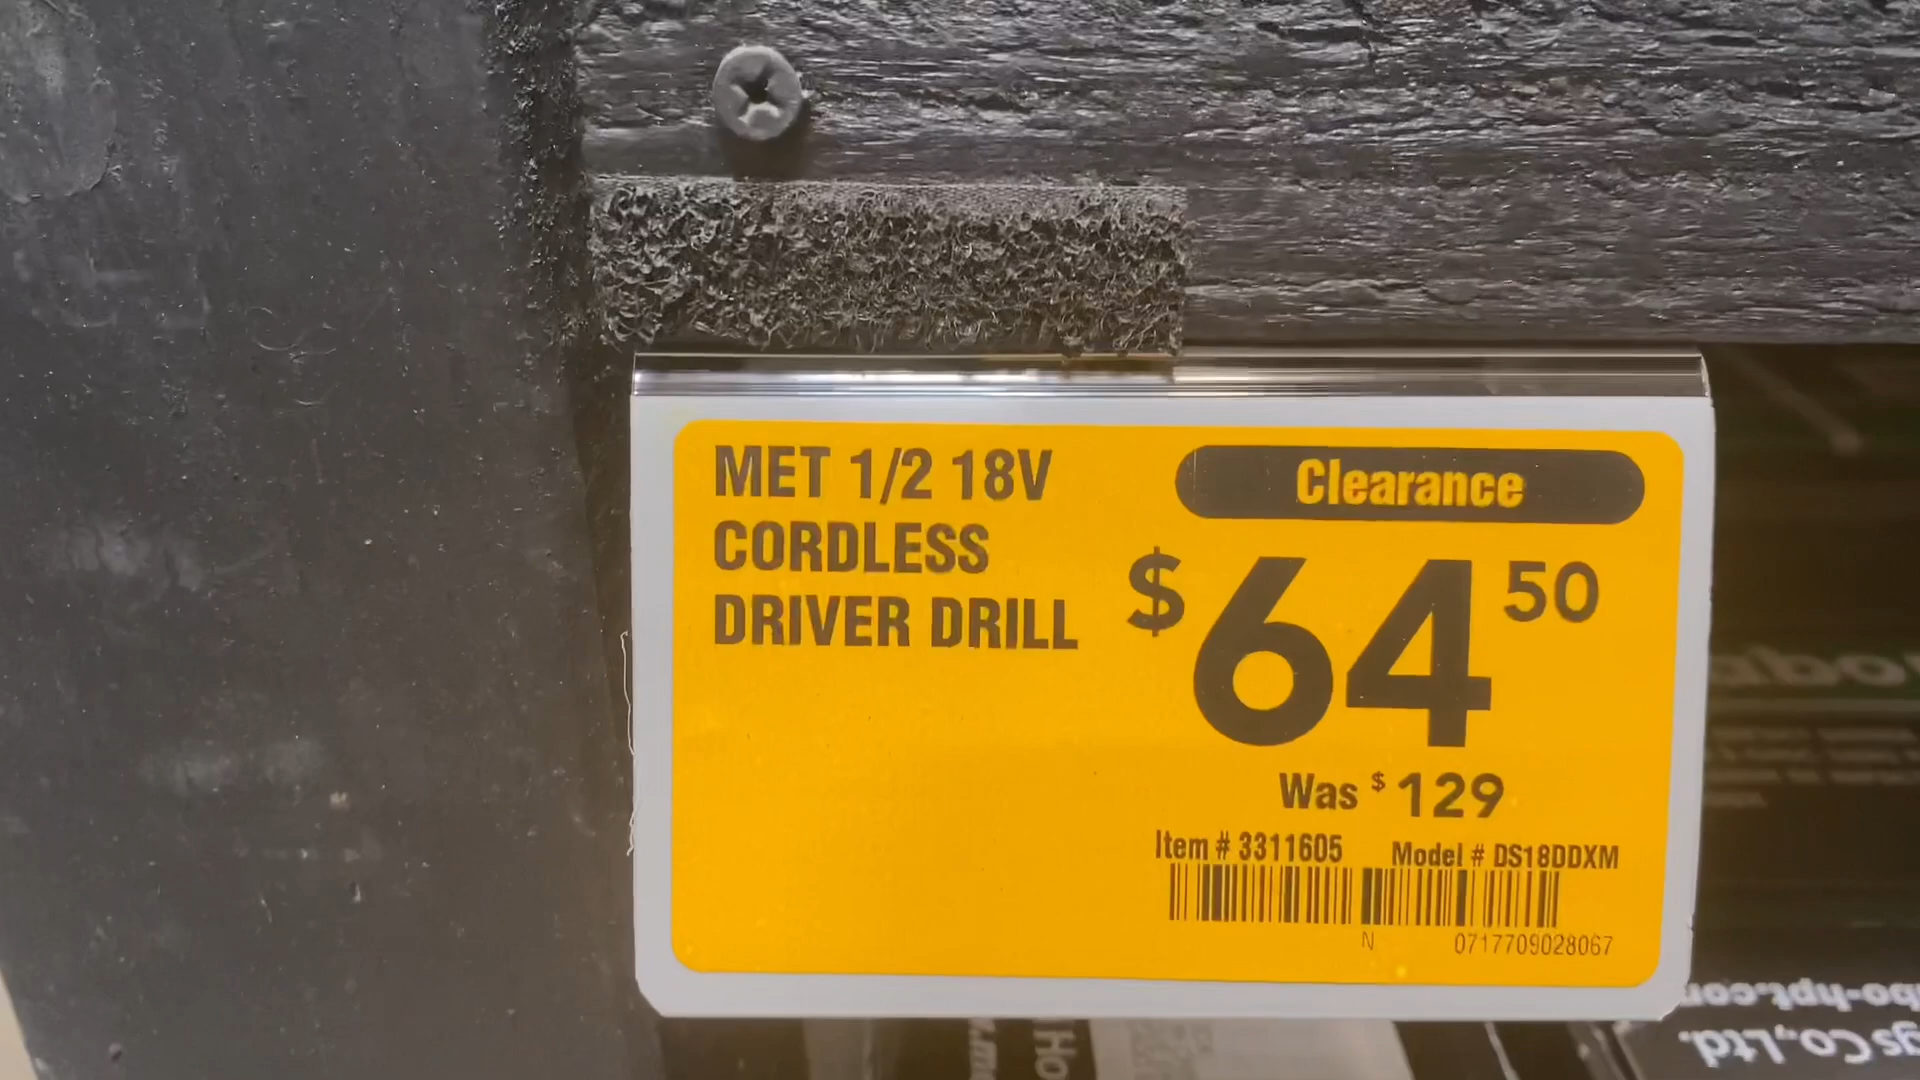 MET 1/2 18V
CORDLESS
DRIVER DRILL
Clearance
$64 50
Was $129
Item # 3311605 Model # DS18DDXM
N 0717709028067